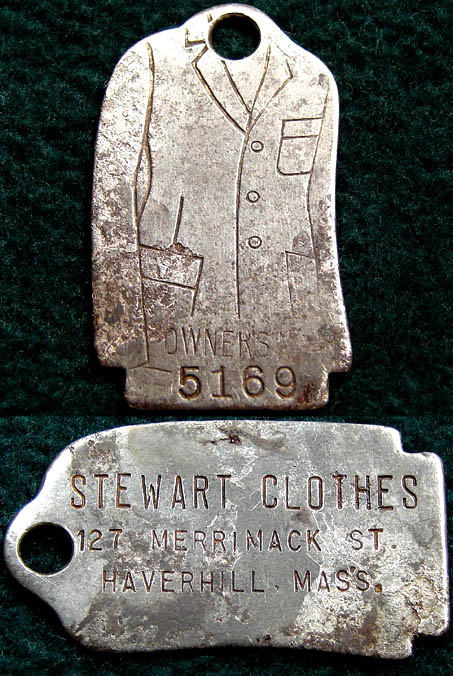 OWNERS
5169
STEWART CLOTHES
127 MERRIMACK ST.
HAVERHILL, MASS.